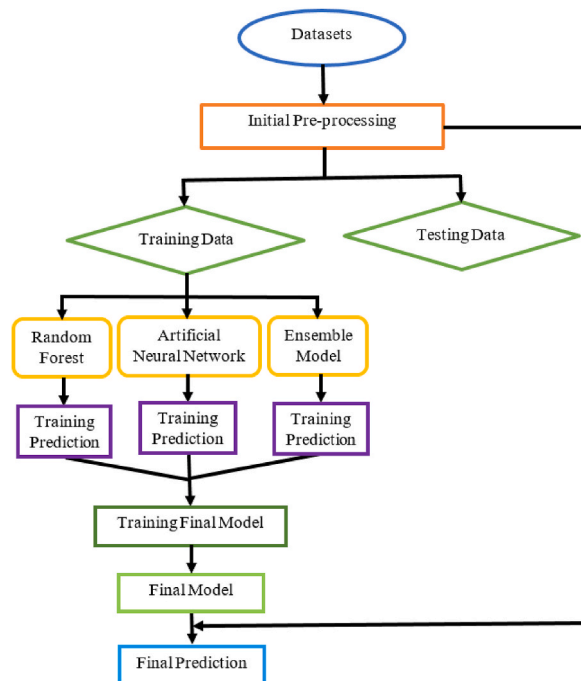 Datasets
Initial Pre-processing
Training Data
Testing Data
Random
Forest
Artificial
Neural Network
Ensemble
Model
Training
Prediction
Training
Prediction
Training
Prediction
Training Final Model
Final Model
Final Prediction